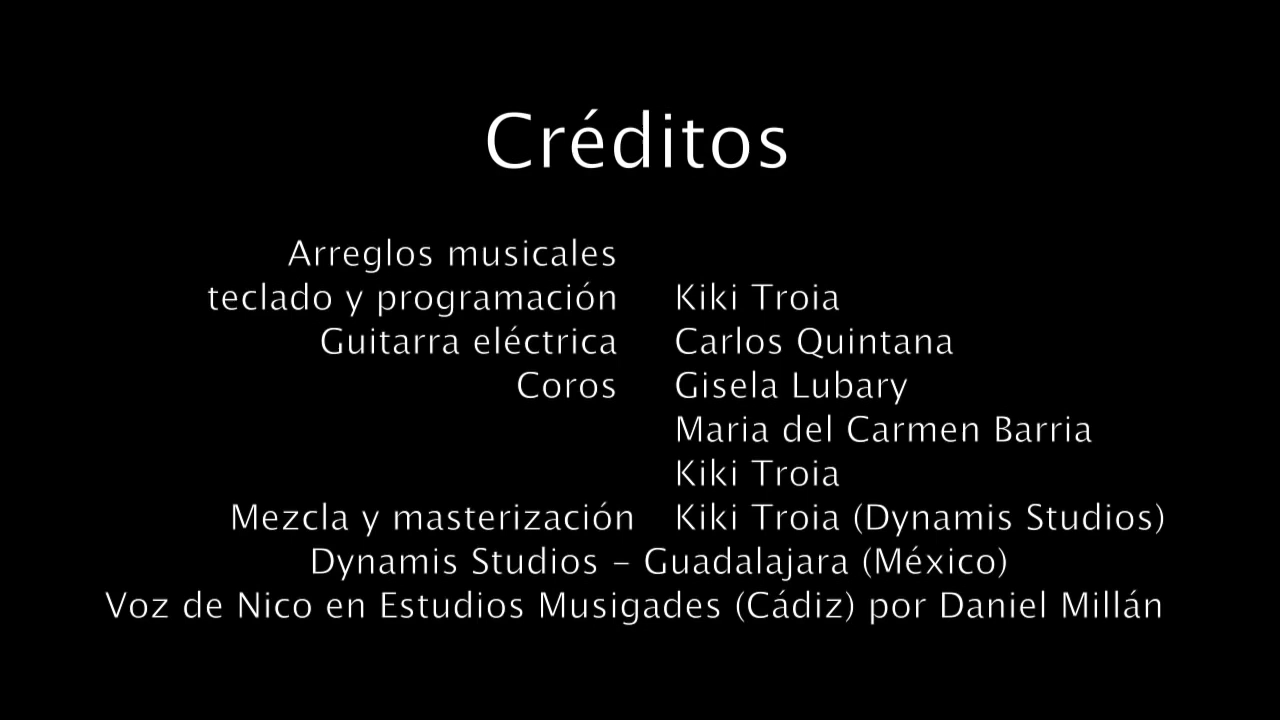 Créditos
Arreglos musicales
teclado y programación Kiki Troia
Guitarra eléctrica Carlos Quintana
Coros Gisela Lubary
Maria del Carmen Barria
Kiki Troia
Mezcla y masterización Kiki Troia (Dynamis Studios)
Dynamis Studios – Guadalajara (México)
Voz de Nico en Estudios Musigades (Cádiz) por Daniel Millán